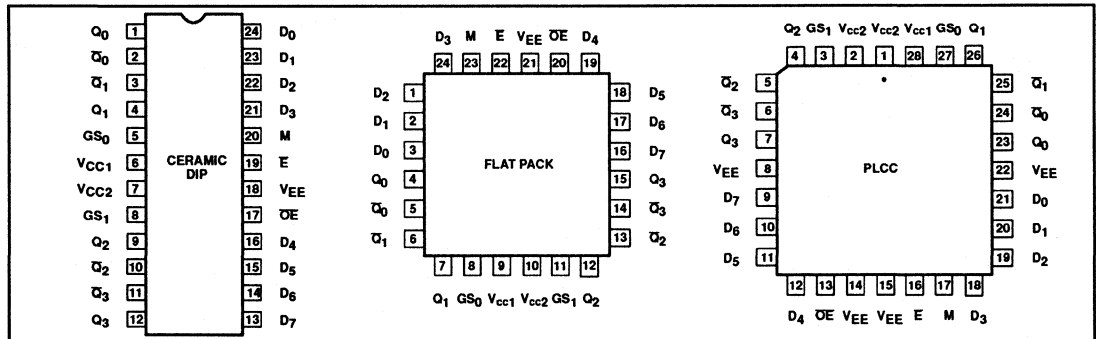 Q0 1 24 D0
Q̅0 2 23 D1
Q̅1 3 22 D2
Q1 4 21 D3
GS0 5 20 M
VCC1 6 CERAMIC DIP 19 E̅
VCC2 7 18 VEE
GS1 8 17 O̅E̅
Q2 9 16 D4
Q̅2 10 15 D5
Q̅3 11 14 D6
Q3 12 13 D7
D3 M E̅ VEE O̅E̅ D4
24 23 22 21 20 19
D2 1 18 D5
D1 2 17 D6
D0 3 16 D7
FLAT PACK
Q0 4 15 Q3
Q̅0 5 14 Q̅3
Q̅1 6 13 Q̅2
7 8 9 10 11 12
Q1 GS0 Vcc1 Vcc2 GS1 Q2
Q2 GS1 Vcc2 Vcc2 Vcc1 GS0 Q1
4 3 2 1 28 27 26
Q̅2 5 25 Q̅1
Q̅3 6 24 Q̅0
Q3 7 23 Q0
VEE 8 PLCC 22 VEE
D7 9 21 D0
D6 10 20 D1
D5 11 19 D2
12 13 14 15 16 17 18
D4 O̅E̅ VEE VEE E̅ M D3